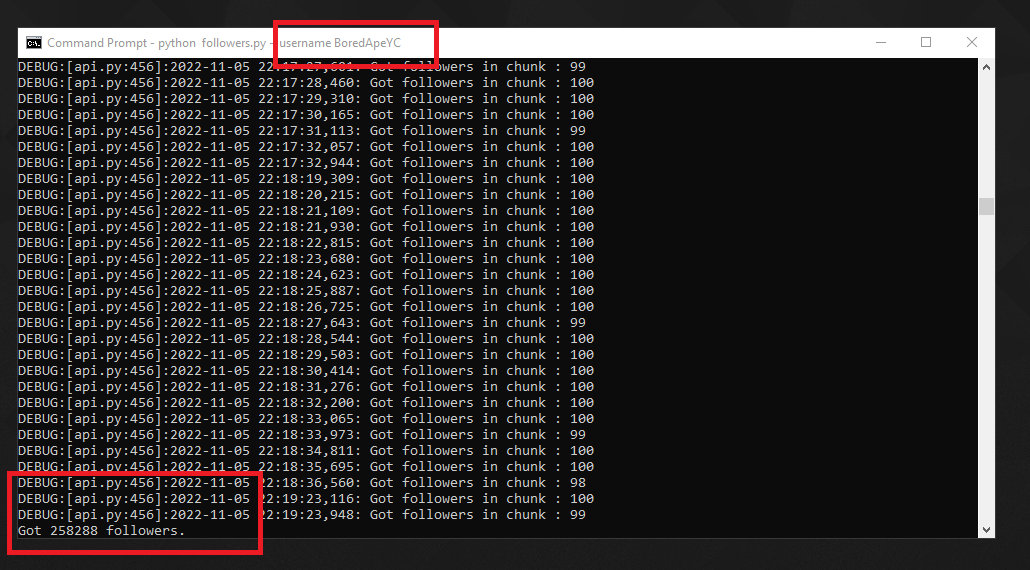 Command Prompt - python followers.py --username BoredApeYC
DEBUG:[api.py:456]:2022-11-05 22:17:27,681: Got followers in chunk : 99
DEBUG:[api.py:456]:2022-11-05 22:17:28,460: Got followers in chunk : 100
DEBUG:[api.py:456]:2022-11-05 22:17:29,310: Got followers in chunk : 100
DEBUG:[api.py:456]:2022-11-05 22:17:30,165: Got followers in chunk : 100
DEBUG:[api.py:456]:2022-11-05 22:17:31,113: Got followers in chunk : 99
DEBUG:[api.py:456]:2022-11-05 22:17:32,057: Got followers in chunk : 100
DEBUG:[api.py:456]:2022-11-05 22:17:32,944: Got followers in chunk : 100
DEBUG:[api.py:456]:2022-11-05 22:18:19,309: Got followers in chunk : 100
DEBUG:[api.py:456]:2022-11-05 22:18:20,215: Got followers in chunk : 100
DEBUG:[api.py:456]:2022-11-05 22:18:21,109: Got followers in chunk : 100
DEBUG:[api.py:456]:2022-11-05 22:18:21,930: Got followers in chunk : 100
DEBUG:[api.py:456]:2022-11-05 22:18:22,815: Got followers in chunk : 100
DEBUG:[api.py:456]:2022-11-05 22:18:23,680: Got followers in chunk : 100
DEBUG:[api.py:456]:2022-11-05 22:18:24,623: Got followers in chunk : 100
DEBUG:[api.py:456]:2022-11-05 22:18:25,887: Got followers in chunk : 100
DEBUG:[api.py:456]:2022-11-05 22:18:26,725: Got followers in chunk : 100
DEBUG:[api.py:456]:2022-11-05 22:18:27,643: Got followers in chunk : 99
DEBUG:[api.py:456]:2022-11-05 22:18:28,544: Got followers in chunk : 100
DEBUG:[api.py:456]:2022-11-05 22:18:29,503: Got followers in chunk : 100
DEBUG:[api.py:456]:2022-11-05 22:18:30,414: Got followers in chunk : 100
DEBUG:[api.py:456]:2022-11-05 22:18:31,276: Got followers in chunk : 100
DEBUG:[api.py:456]:2022-11-05 22:18:32,200: Got followers in chunk : 100
DEBUG:[api.py:456]:2022-11-05 22:18:33,065: Got followers in chunk : 100
DEBUG:[api.py:456]:2022-11-05 22:18:33,973: Got followers in chunk : 99
DEBUG:[api.py:456]:2022-11-05 22:18:34,811: Got followers in chunk : 100
DEBUG:[api.py:456]:2022-11-05 22:18:35,695: Got followers in chunk : 100
DEBUG:[api.py:456]:2022-11-05 22:18:36,560: Got followers in chunk : 98
DEBUG:[api.py:456]:2022-11-05 22:19:23,116: Got followers in chunk : 100
DEBUG:[api.py:456]:2022-11-05 22:19:23,948: Got followers in chunk : 99
Got 258288 followers.